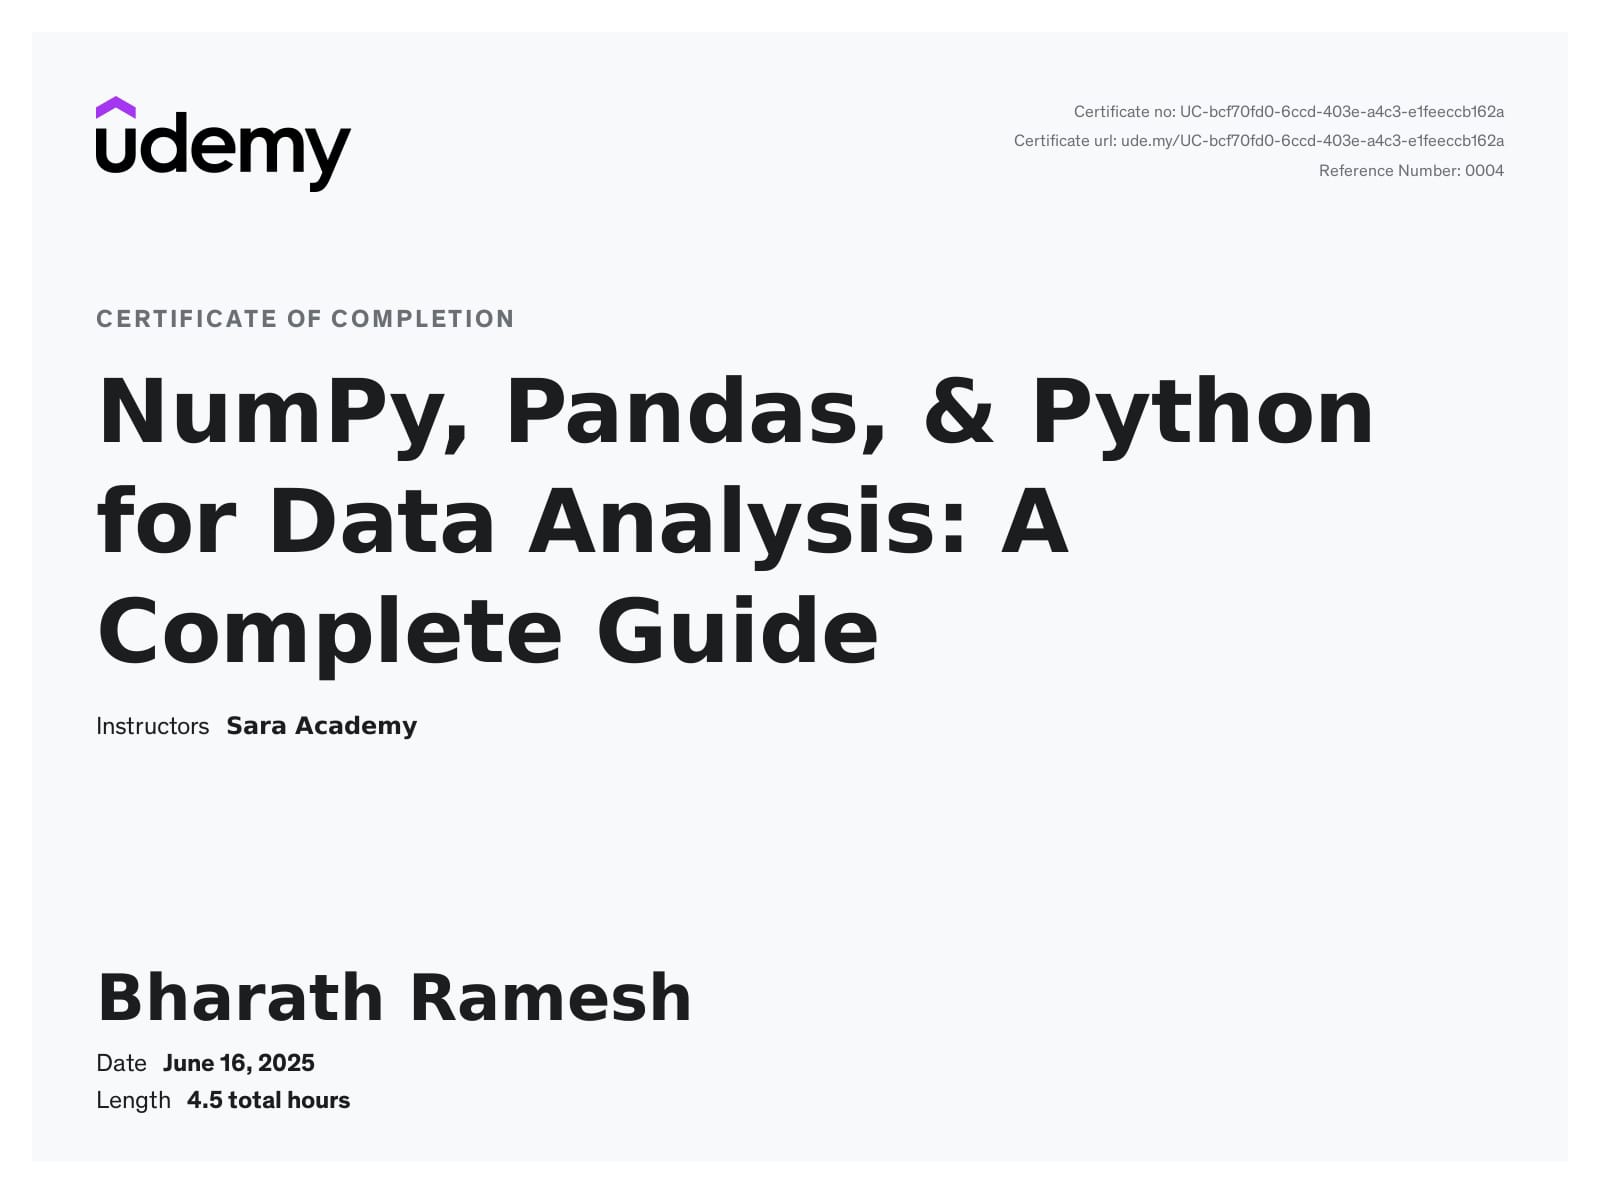 udemy
Certificate no: UC-bcf70fd0-6ccd-403e-a4c3-e1feeccb162a
Certificate url: ude.my/UC-bcf70fd0-6ccd-403e-a4c3-e1feeccb162a
Reference Number: 0004
CERTIFICATE OF COMPLETION
NumPy, Pandas, & Python
for Data Analysis: A
Complete Guide
Instructors Sara Academy
Bharath Ramesh
Date June 16, 2025
Length 4.5 total hours